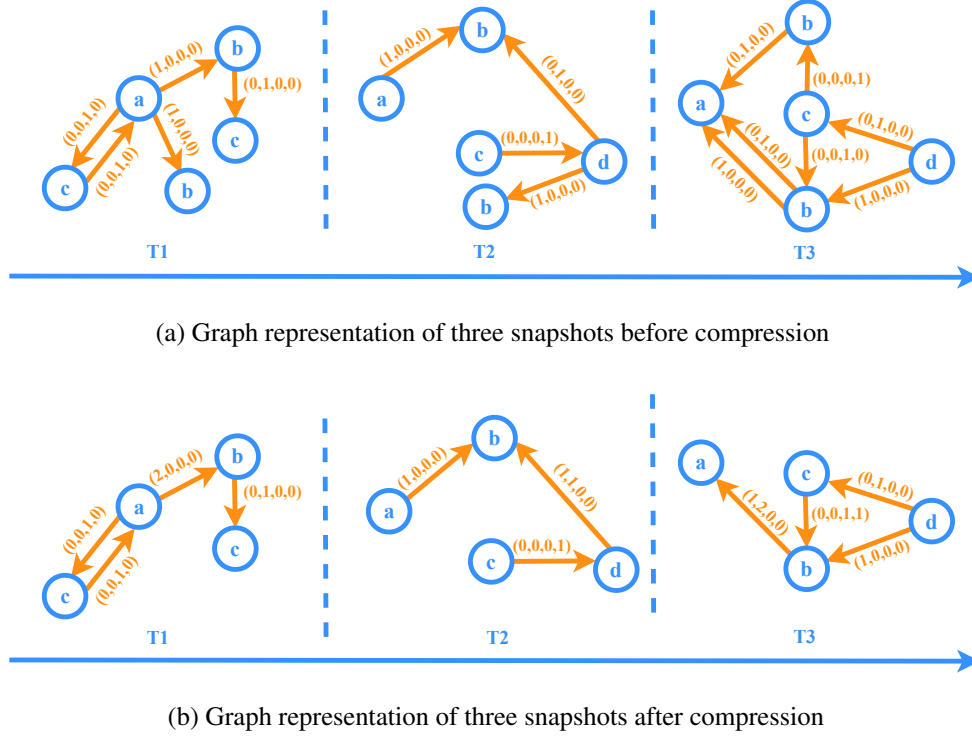 b
(1,0,0,0)
(0,1,0,0)
a
(0,0,1,0)
(0,0,1,0)
(1,0,0,0)
c
b
c
T1
b
(1,0,0,0)
a
(0,1,0,0)
c
(0,0,0,1)
d
b
(1,0,0,0)
T2
b
(0,1,0,0)
(0,0,0,1)
a
c
(0,1,0,0)
(0,1,0,0)
(0,0,1,0)
d
(1,0,0,0)
(1,0,0,0)
b
T3
(a) Graph representation of three snapshots before compression
b
(2,0,0,0)
(0,1,0,0)
a
(0,0,1,0)
(0,0,1,0)
c
c
T1
b
(1,0,0,0)
a
(1,1,0,0)
c
(0,0,0,1)
d
T2
a
c
(0,1,0,0)
(1,2,0,0)
(0,0,1,1)
d
(1,0,0,0)
b
T3
(b) Graph representation of three snapshots after compression